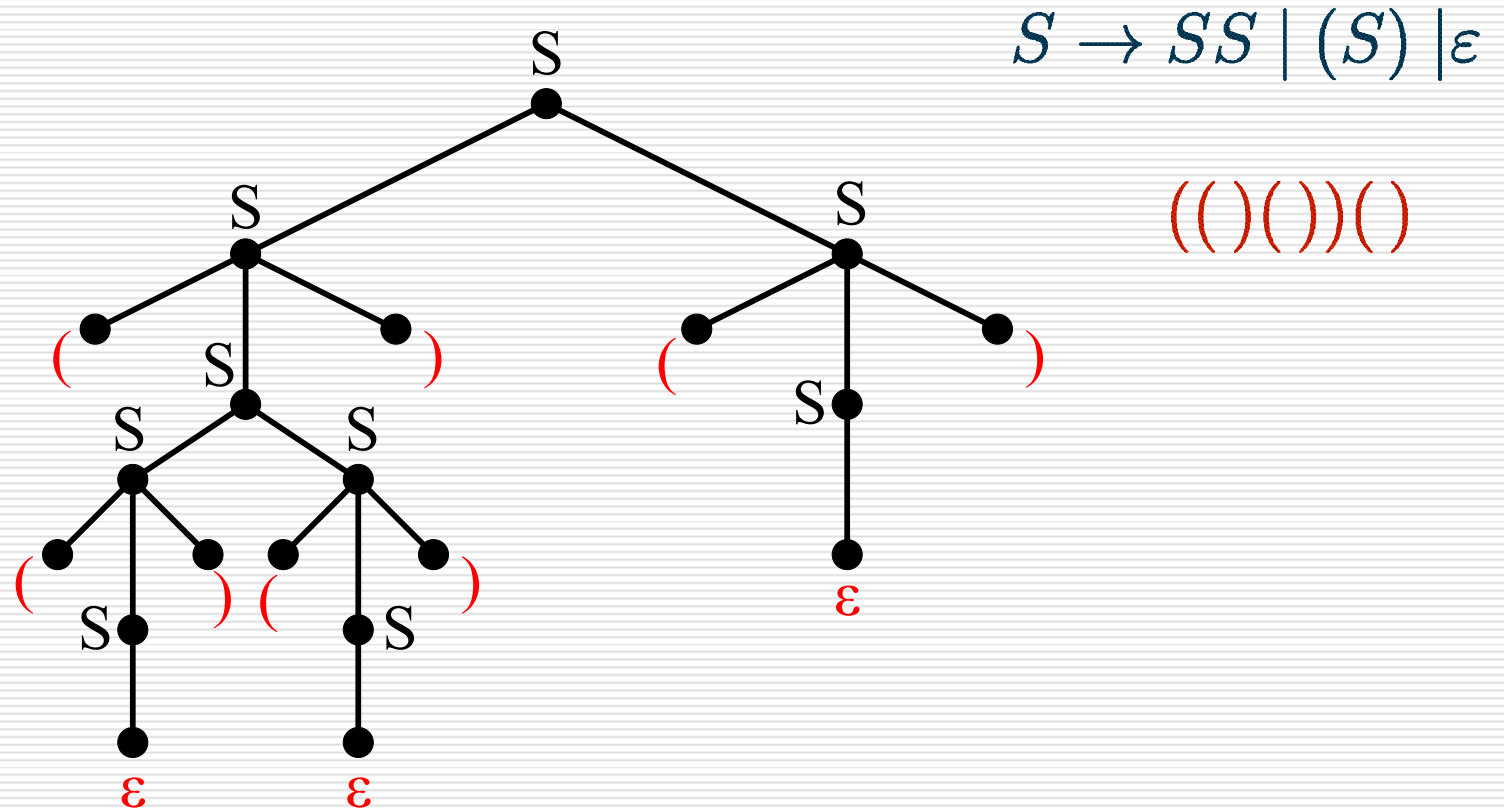 S → SS | (S) |ε
S
S S
(()())()
( ) ( )
S
S S S
( ) ( )
ε
S S
ε ε